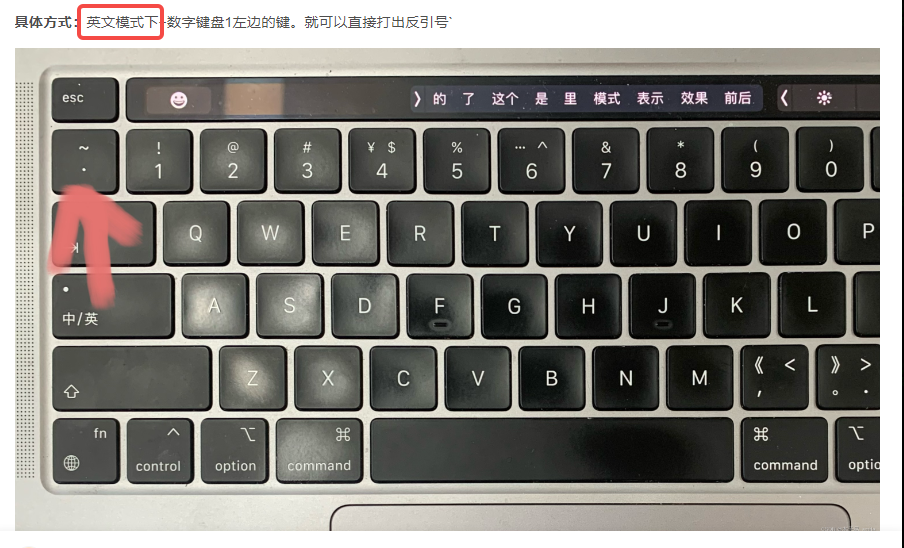 具体方式：英文模式下-数字键盘1左边的键。就可以直接打出反引号`
esc 》 的 了 这个 是 里 模式 表示 效果 前后 《
~ ! @ # ¥ $ % … ^ & * ( )
· 1 2 3 4 5 6 7 8 9 0
Q W E R T Y U I O P
A S D F G H J K L
中/英
《 < 》 >
Z X C V B N M , 。 .
fn ^ ⌥ ⌘ ⌘ ⌥
control option command command optio